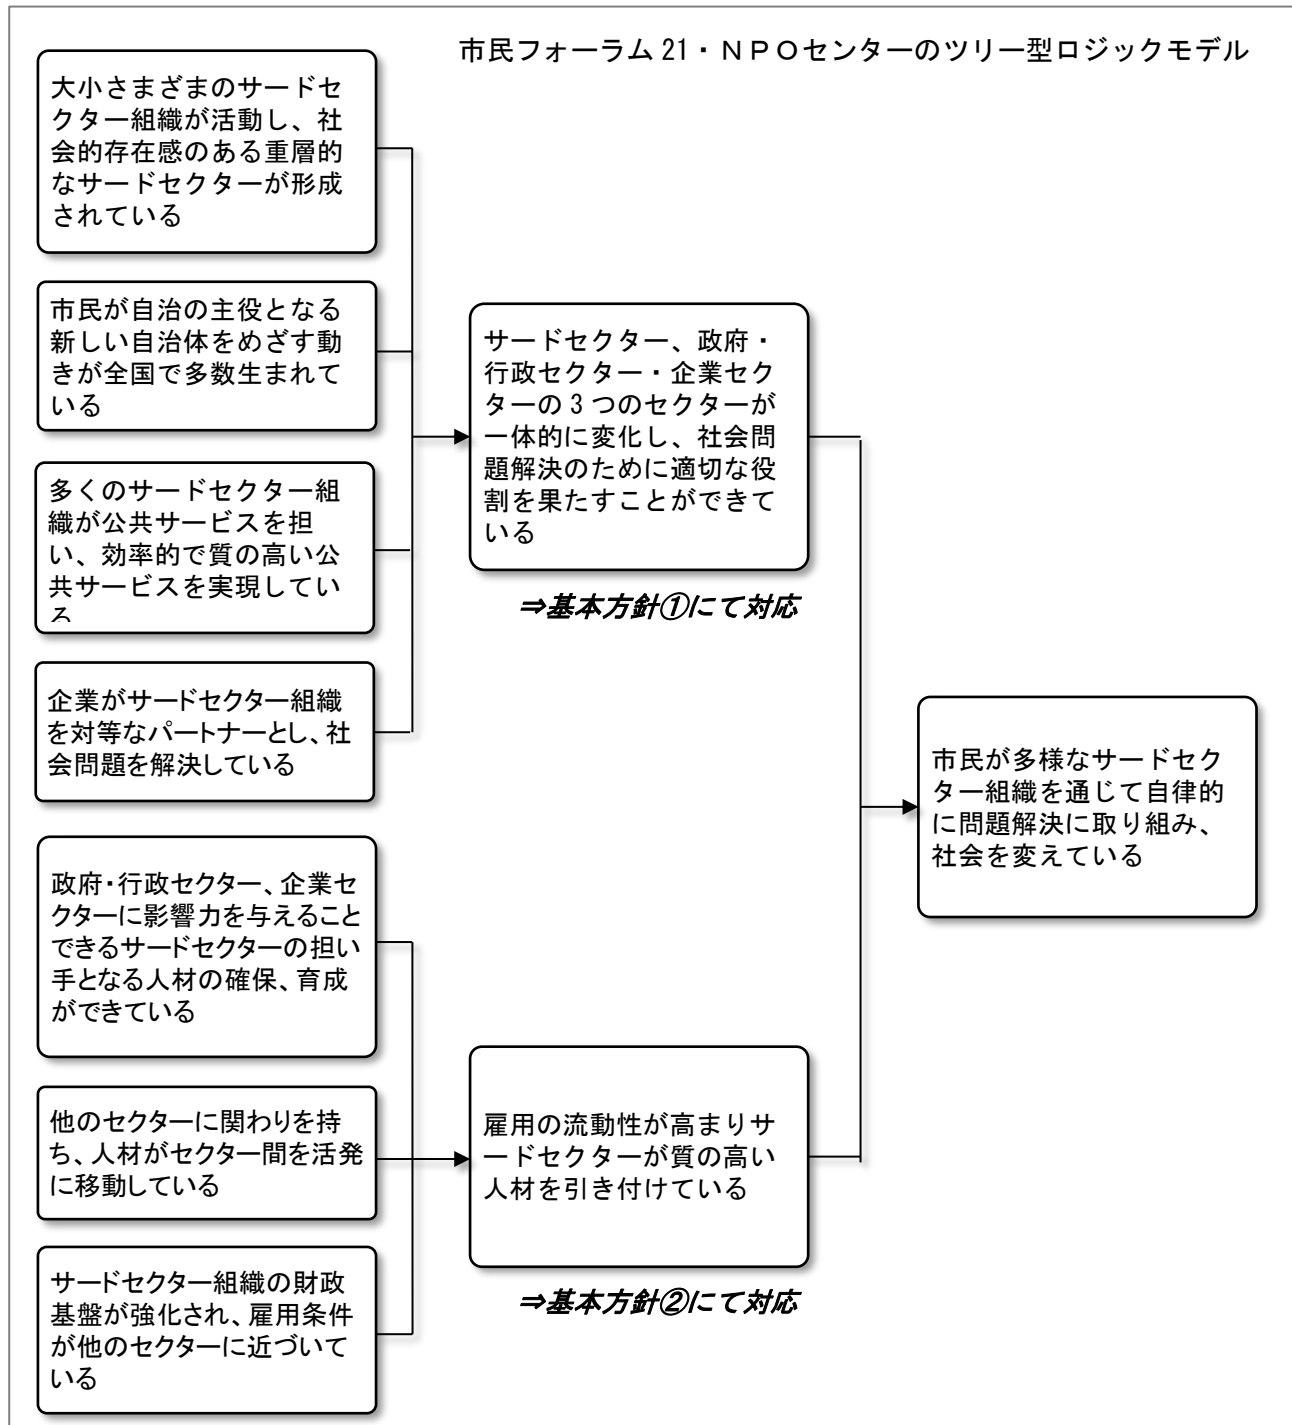 市民フォーラム 21・ＮＰＯセンターのツリー型ロジックモデル
大小さまざまのサードセ
クター組織が活動し、社
会的存在感のある重層的
なサードセクターが形成
されている
市民が自治の主役となる
新しい自治体をめざす動
きが全国で多数生まれて
いる
多くのサードセクター組
織が公共サービスを担
い、効率的で質の高い公
共サービスを実現してい
る
企業がサードセクター組織
を対等なパートナーとし、社
会問題を解決している
サードセクター、政府・
行政セクター・企業セク
ターの 3 つのセクターが
一体的に変化し、社会問
題解決のために適切な役
割を果たすことができて
いる
⇒基本方針①にて対応
政府・行政セクター、企業セ
クターに影響力を与えること
できるサードセクターの担い
手となる人材の確保、育成
ができている
他のセクターに関わりを持
ち、人材がセクター間を活発
に移動している
サードセクター組織の財政
基盤が強化され、雇用条件
が他のセクターに近づいて
いる
雇用の流動性が高まりサ
ードセクターが質の高い
人材を引き付けている
⇒基本方針②にて対応
市民が多様なサードセク
ター組織を通じて自律的
に問題解決に取り組み、
社会を変えている